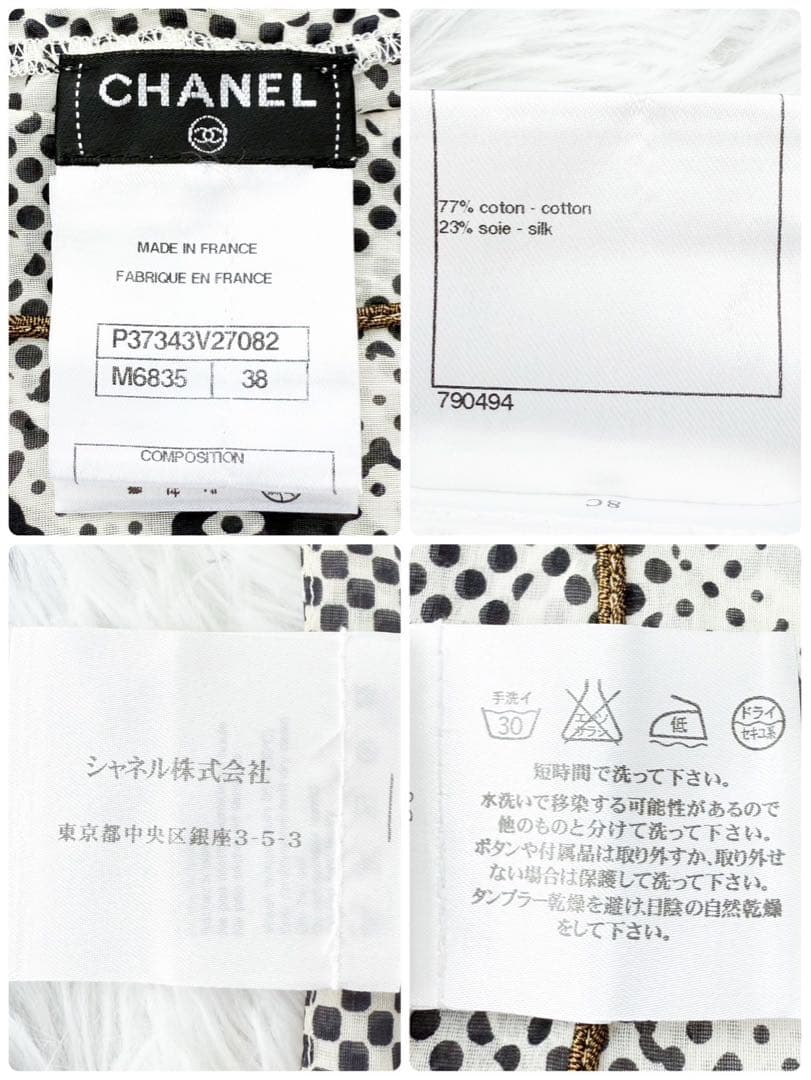 CHANEL
MADE IN FRANCE
FABRIQUE EN FRANCE
P37343V27082
M6835 38
COMPOSITION
77% coton - cotton
23% soie - silk
790494
8C
シャネル株式会社
東京都中央区銀座3-5-3
手洗イ
30
エンソ
サラシ
低
ドライ
セキユ系
短時間で洗って下さい。
水洗いで移染する可能性があるので
他のものと分けて洗って下さい。
ボタンや付属品は取り外すか、取り外せ
ない場合は保護して洗って下さい。
タンブラー乾燥を避け、日陰の自然乾燥
をして下さい。